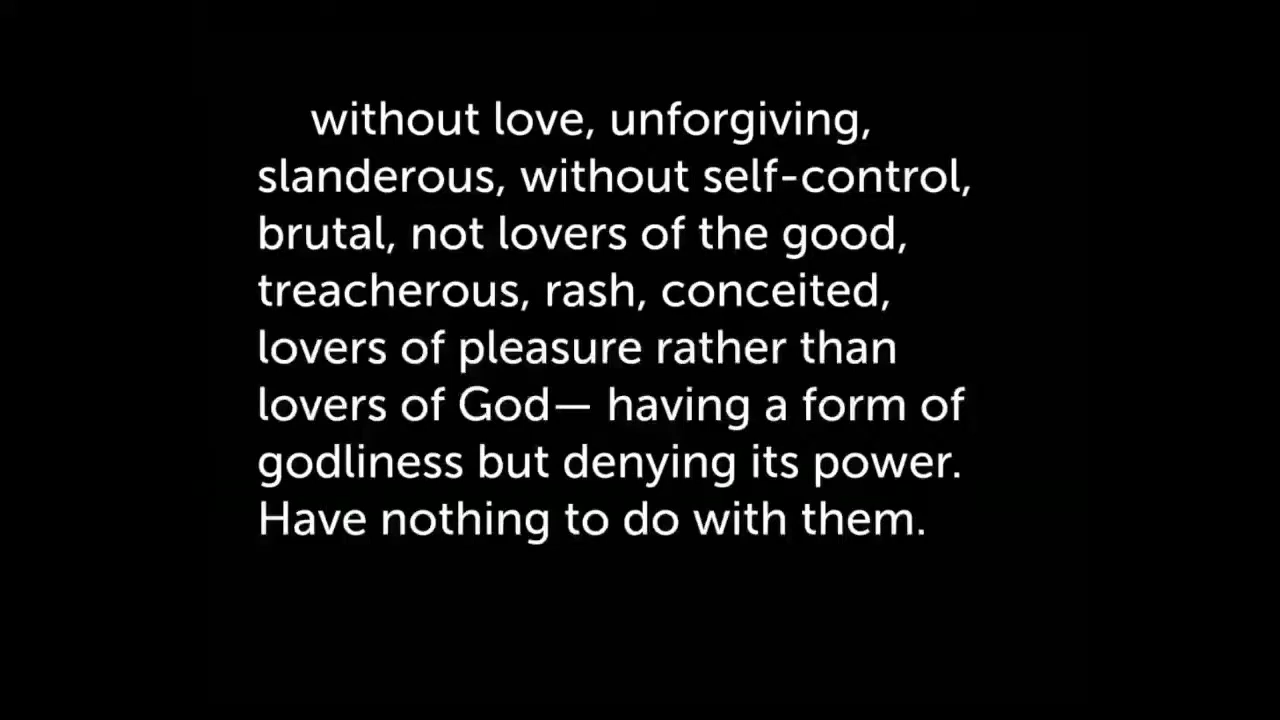 without love, unforgiving,
slanderous, without self-control,
brutal, not lovers of the good,
treacherous, rash, conceited,
lovers of pleasure rather than
lovers of God— having a form of
godliness but denying its power.
Have nothing to do with them.